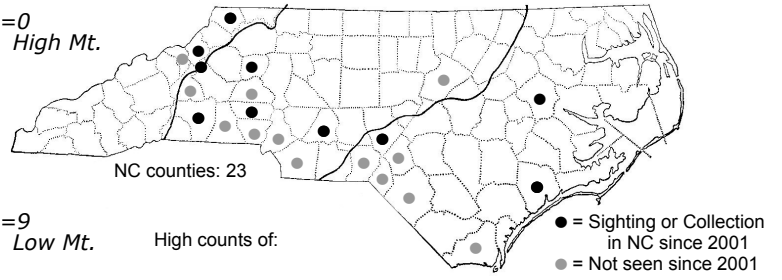 =0
High Mt.
NC counties: 23
=9
Low Mt.
High counts of:
= Sighting or Collection
in NC since 2001
= Not seen since 2001